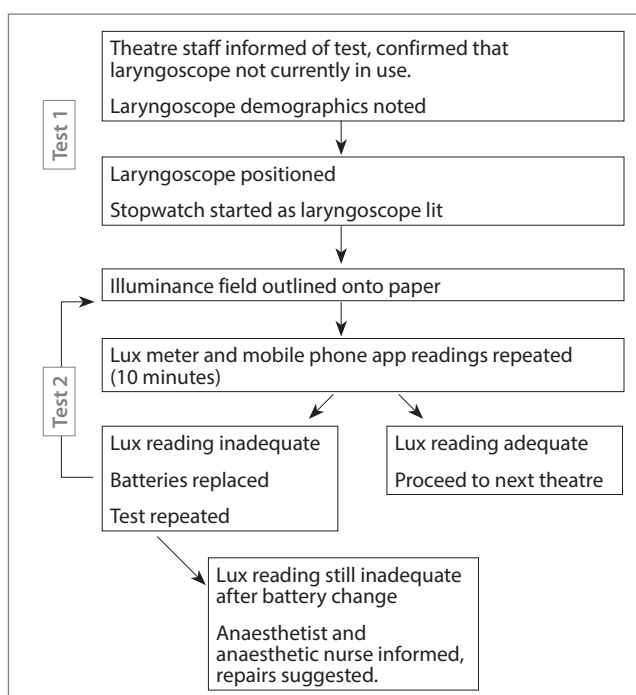 Theatre staff informed of test, confirmed that
laryngoscope not currently in use.
Laryngoscope demographics noted
Test 1
Laryngoscope positioned
Stopwatch started as laryngoscope lit
Illuminance field outlined onto paper
Lux meter and mobile phone app readings repeated
(10 minutes)
Test 2
Lux reading inadequate
Batteries replaced
Test repeated
Lux reading adequate
Proceed to next theatre
Lux reading still inadequate
after battery change
Anaesthetist and
anaesthetic nurse informed,
repairs suggested.